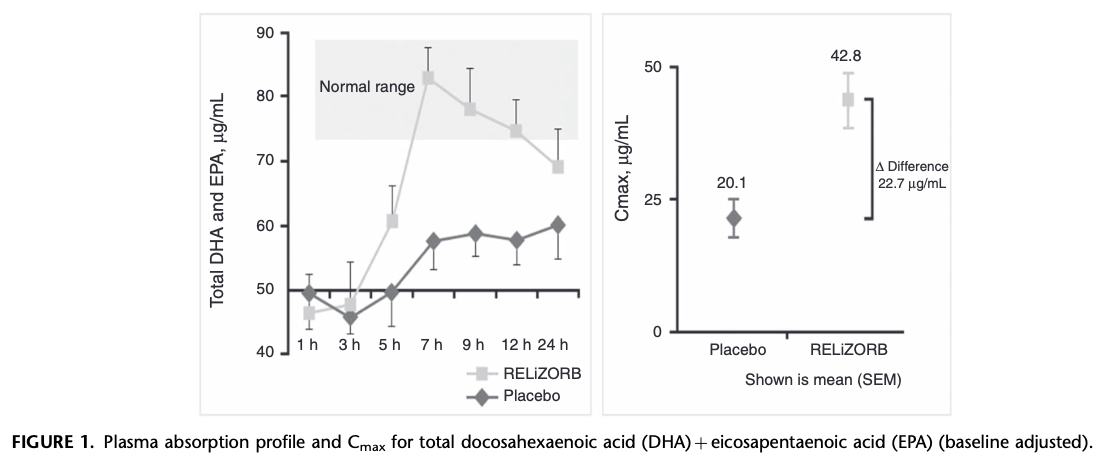 90
80
70
60
50
40
Total DHA and EPA, μg/mL
Normal range
1 h 3 h 5 h 7 h 9 h 12 h 24 h
RELiZORB
Placebo
50
25
0
Cmax, μg/mL
42.8
20.1
Δ Difference
22.7 μg/mL
Placebo RELiZORB
Shown is mean (SEM)
FIGURE 1. Plasma absorption profile and Cmax for total docosahexaenoic acid (DHA) + eicosapentaenoic acid (EPA) (baseline adjusted).